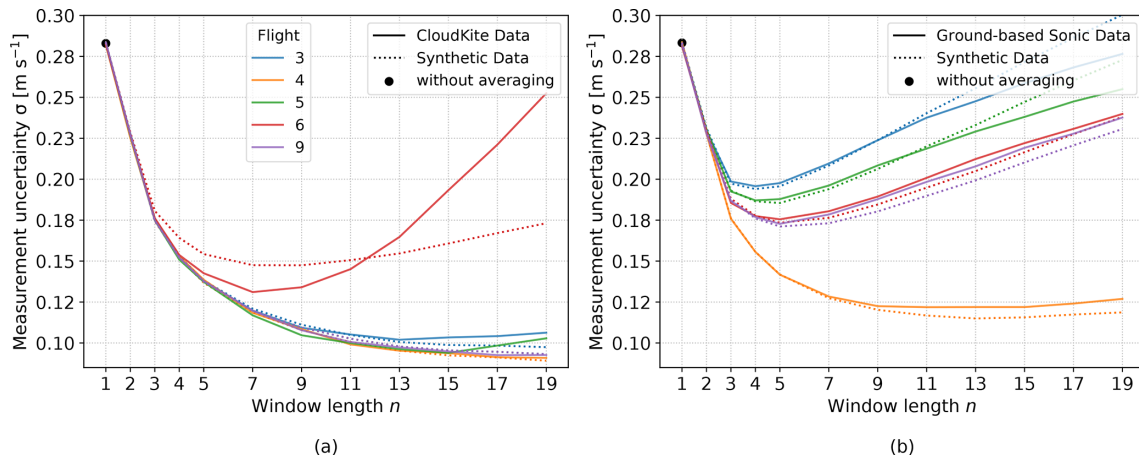 0.30
0.28
0.25
0.23
0.20
0.18
0.15
0.12
0.10
Measurement uncertainty σ [m s⁻¹]
Flight
3
4
5
6
9
CloudKite Data
Synthetic Data
without averaging
1 2 3 4 5 7 9 11 13 15 17 19
Window length n
(a)
0.30
0.28
0.25
0.23
0.20
0.18
0.15
0.12
0.10
Measurement uncertainty σ [m s⁻¹]
Ground-based Sonic Data
Synthetic Data
without averaging
1 2 3 4 5 7 9 11 13 15 17 19
Window length n
(b)